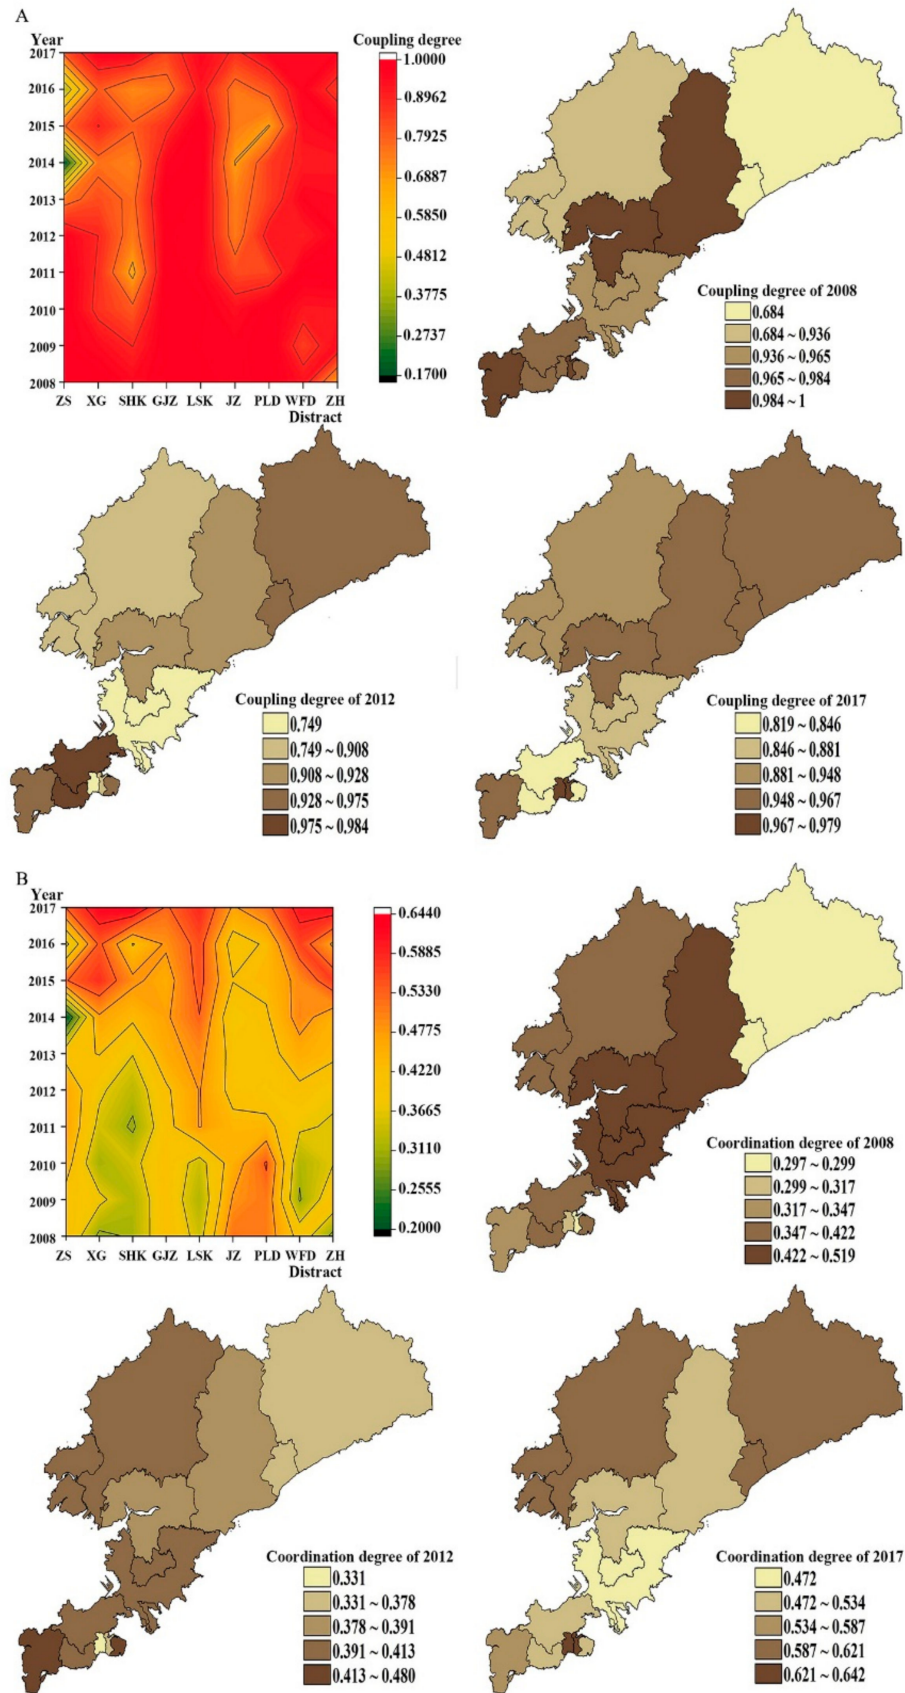 A
Year
2017
2016
2015
2014
2013
2012
2011
2010
2009
2008
ZS XG SHK GJZ LSK JZ PLD WFD ZH
Distract
Coupling degree
1.0000
0.8962
0.7925
0.6887
0.5850
0.4812
0.3775
0.2737
0.1700
Coupling degree of 2008
0.684
0.684 ~ 0.936
0.936 ~ 0.965
0.965 ~ 0.984
0.984 ~ 1
Coupling degree of 2012
0.749
0.749 ~ 0.908
0.908 ~ 0.928
0.928 ~ 0.975
0.975 ~ 0.984
Coupling degree of 2017
0.819 ~ 0.846
0.846 ~ 0.881
0.881 ~ 0.948
0.948 ~ 0.967
0.967 ~ 0.979
B
Year
2017
2016
2015
2014
2013
2012
2011
2010
2009
2008
ZS XG SHK GJZ LSK JZ PLD WFD ZH
Distract
0.6440
0.5885
0.5330
0.4775
0.4220
0.3665
0.3110
0.2555
0.2000
Coordination degree of 2008
0.297 ~ 0.299
0.299 ~ 0.317
0.317 ~ 0.347
0.347 ~ 0.422
0.422 ~ 0.519
Coordination degree of 2012
0.331
0.331 ~ 0.378
0.378 ~ 0.391
0.391 ~ 0.413
0.413 ~ 0.480
Coordination degree of 2017
0.472
0.472 ~ 0.534
0.534 ~ 0.587
0.587 ~ 0.621
0.621 ~ 0.642